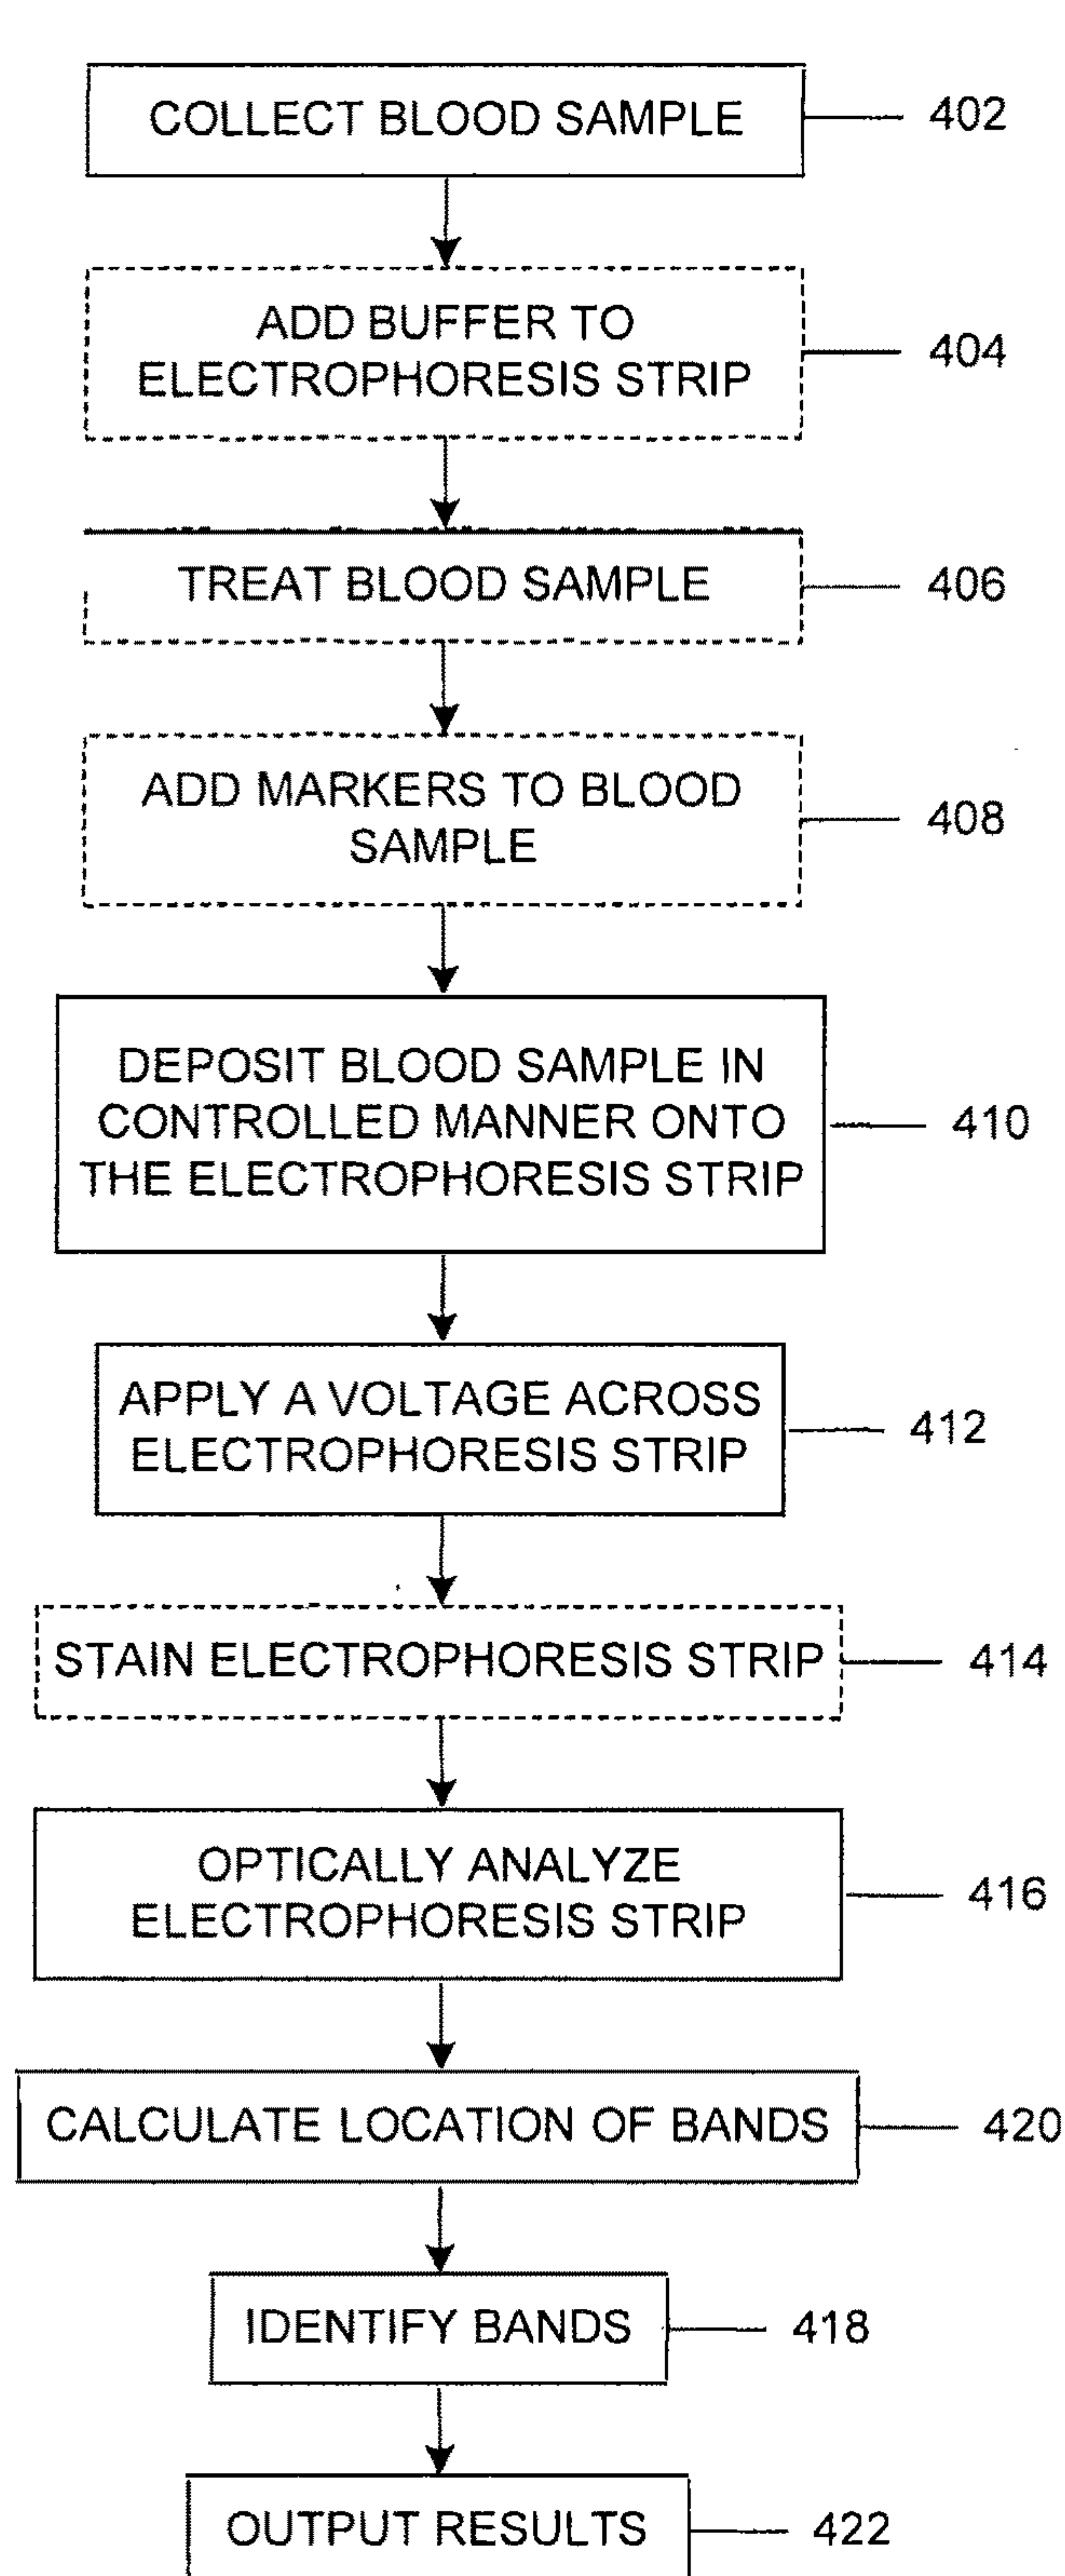 COLLECT BLOOD SAMPLE
402
ADD BUFFER TO
ELECTROPHORESIS STRIP
404
TREAT BLOOD SAMPLE
406
ADD MARKERS TO BLOOD
SAMPLE
408
DEPOSIT BLOOD SAMPLE IN
CONTROLLED MANNER ONTO
THE ELECTROPHORESIS STRIP
410
APPLY A VOLTAGE ACROSS
ELECTROPHORESIS STRIP
412
STAIN ELECTROPHORESIS STRIP
414
OPTICALLY ANALYZE
ELECTROPHORESIS STRIP
416
CALCULATE LOCATION OF BANDS
420
IDENTIFY BANDS
418
OUTPUT RESULTS
422